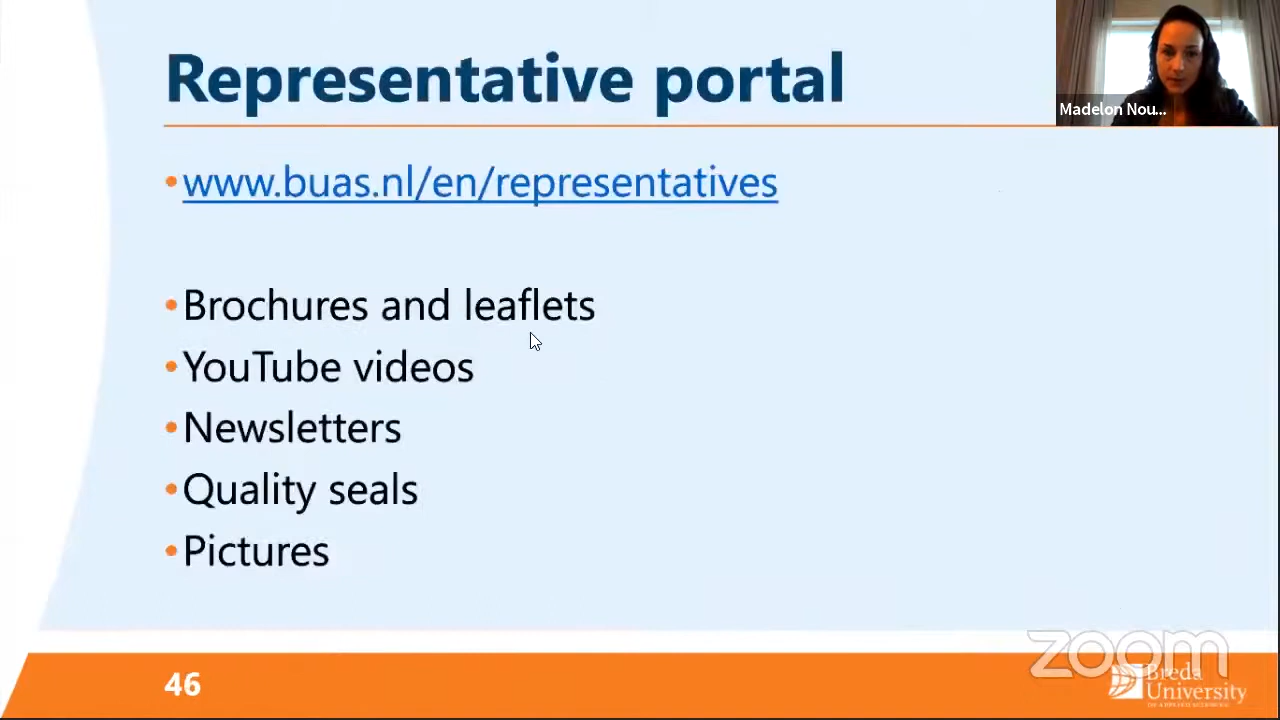 Representative portal
Madelon Nou...
•www.buas.nl/en/representatives
•Brochures and leaflets
•YouTube videos
•Newsletters
•Quality seals
•Pictures
zoom
46
Breda
University